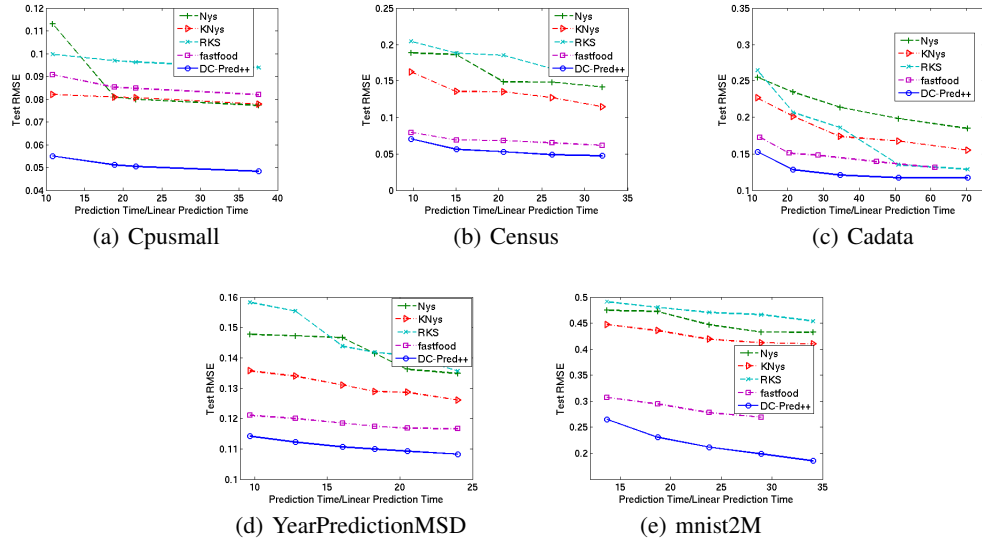 0.12
0.11
0.1
0.09
0.08
0.07
0.06
0.05
0.04
10 15 20 25 30 35 40
Test RMSE
Prediction Time/Linear Prediction Time
Nys
KNys
RKS
fastfood
DC-Pred++
(a) Cpusmall
0.25
0.2
0.15
0.1
0.05
0
5 10 15 20 25 30 35
Test RMSE
Prediction Time/Linear Prediction Time
Nys
KNys
RKS
fastfood
DC-Pred++
(b) Census
0.35
0.3
0.25
0.2
0.15
0.1
10 20 30 40 50 60 70
Test RMSE
Prediction Time/Linear Prediction Time
Nys
KNys
RKS
fastfood
DC-Pred++
(c) Cadata
0.16
0.15
0.14
0.13
0.12
0.11
0.1
10 15 20 25
Test RMSE
Prediction Time/Linear Prediction Time
Nys
KNys
RKS
fastfood
DC-Pred++
(d) YearPredictionMSD
0.5
0.45
0.4
0.35
0.3
0.25
0.2
15 20 25 30 35
Test RMSE
Prediction Time/Linear Prediction Time
Nys
KNys
RKS
fastfood
DC-Pred++
(e) mnist2M